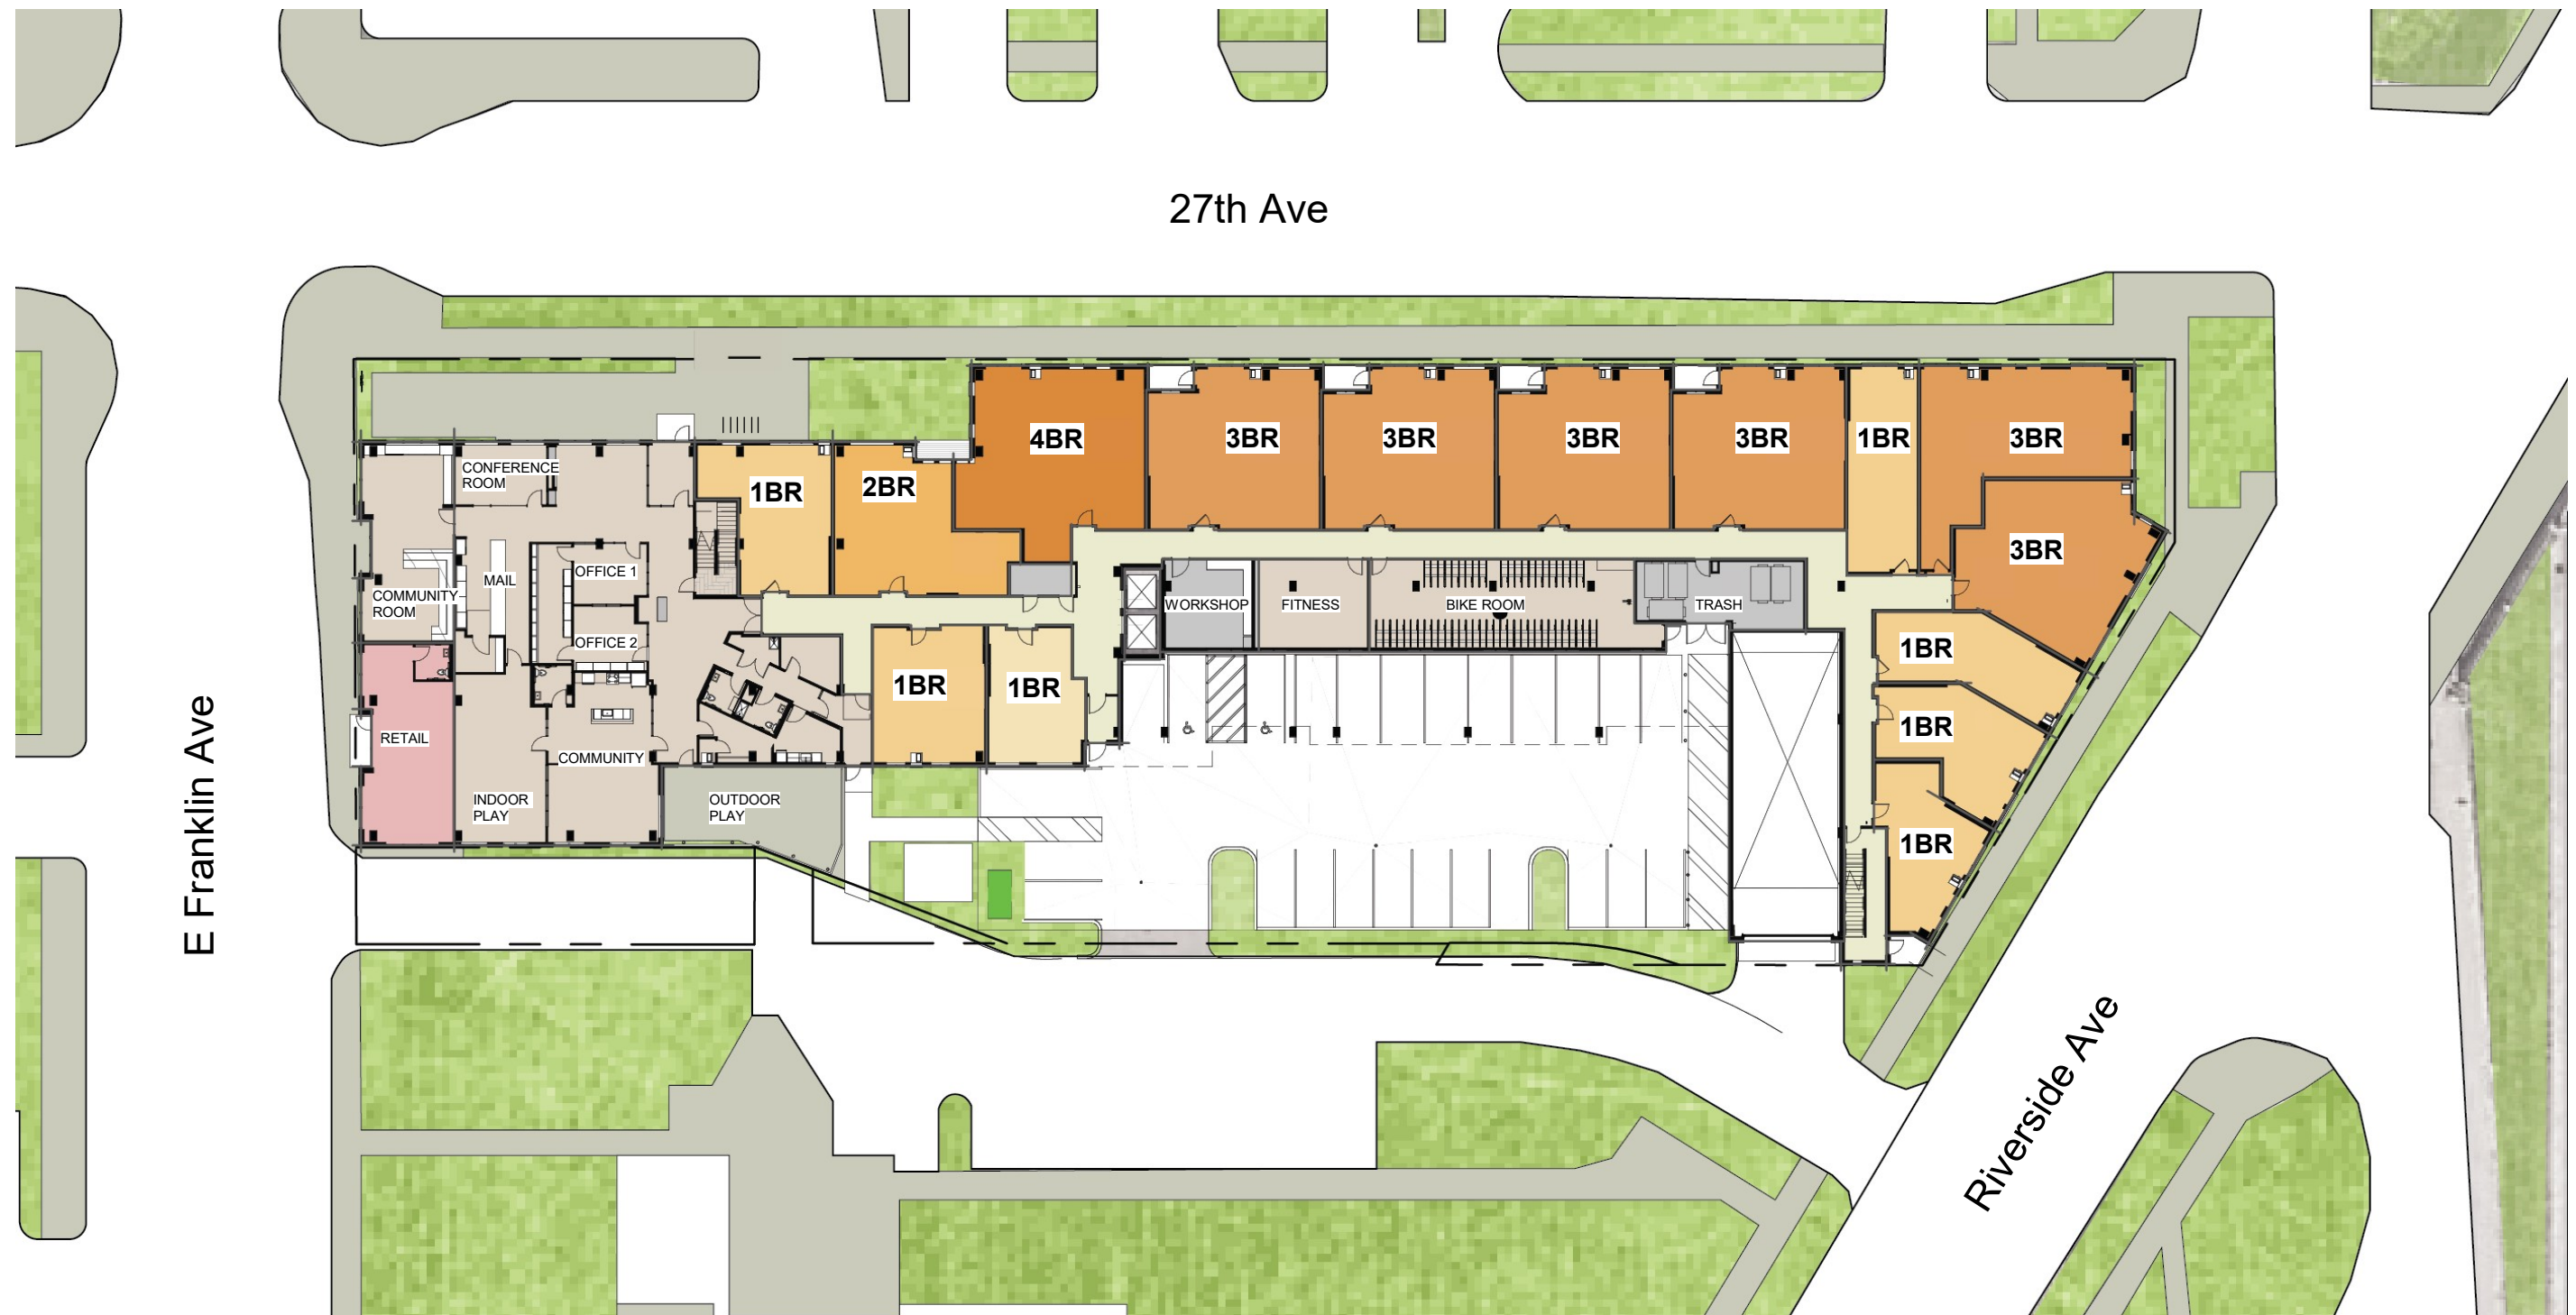 27th Ave
4BR
3BR
3BR
3BR
3BR
1BR
3BR
CONFERENCE
ROOM
1BR
2BR
3BR
OFFICE 1
MAIL
COMMUNITY
ROOM
WORKSHOP
FITNESS
BIKE ROOM
TRASH
OFFICE 2
1BR
1BR
1BR
1BR
RETAIL
COMMUNITY
INDOOR
PLAY
OUTDOOR
PLAY
1BR
E Franklin Ave
Riverside Ave